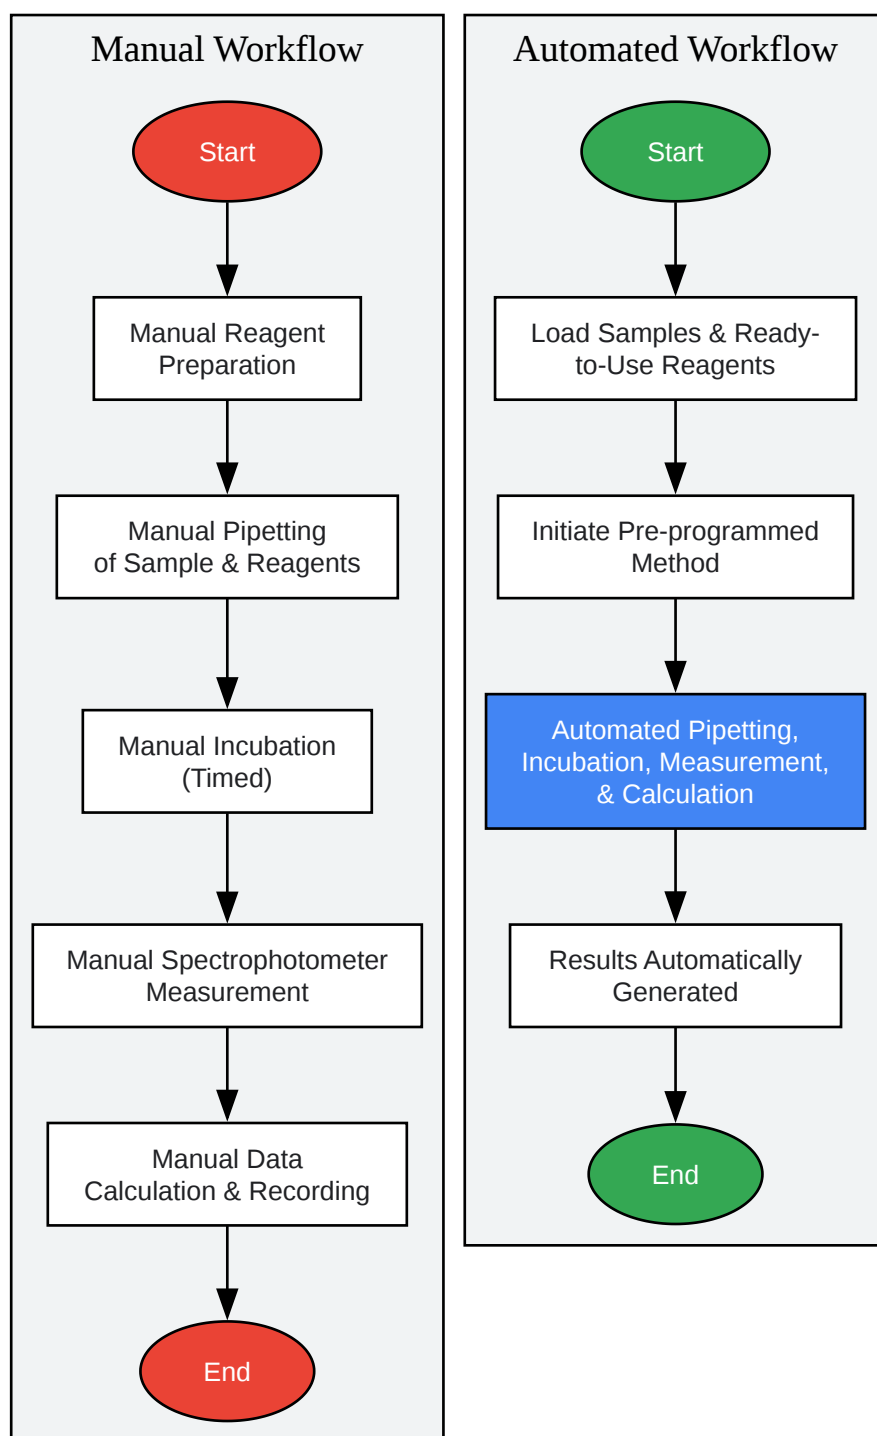 Manual Workflow
Start
Manual Reagent
Preparation
Manual Pipetting
of Sample & Reagents
Manual Incubation
(Timed)
Manual Spectrophotometer
Measurement
Manual Data
Calculation & Recording
End
Automated Workflow
Start
Load Samples & Ready-
to-Use Reagents
Initiate Pre-programmed
Method
Automated Pipetting,
Incubation, Measurement,
& Calculation
Results Automatically
Generated
End